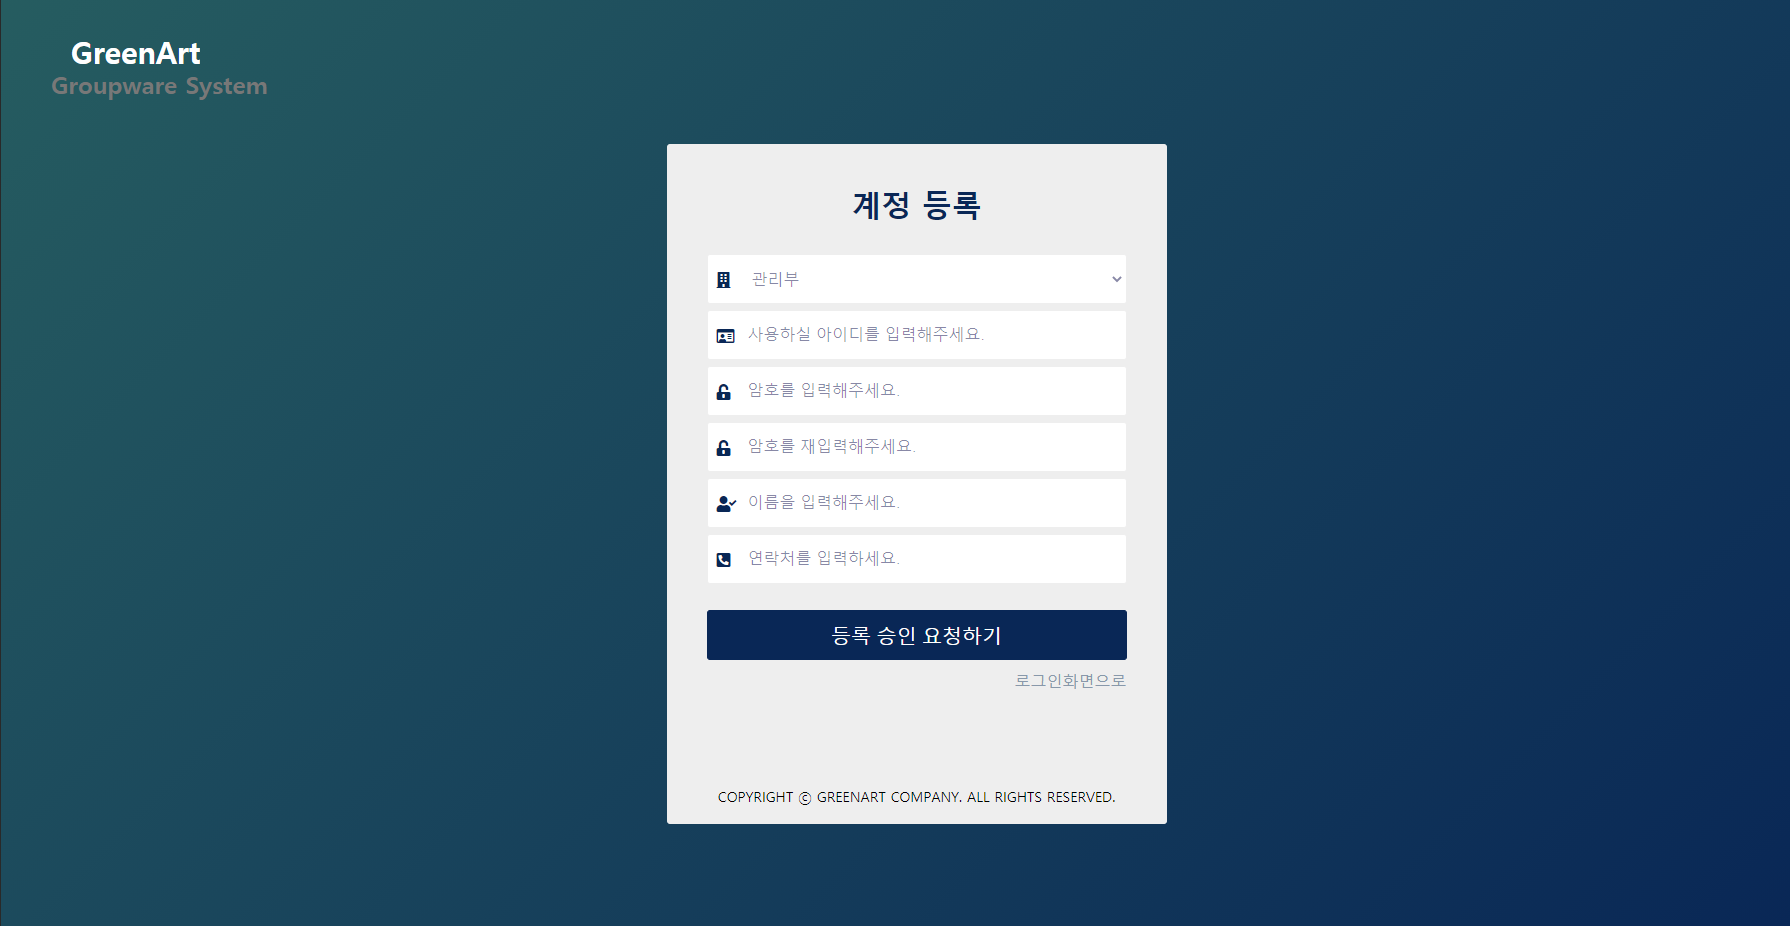 GreenArt
Groupware System
계정 등록
관리부
사용하실 아이디를 입력해주세요.
암호를 입력해주세요.
암호를 재입력해주세요.
이름을 입력해주세요.
연락처를 입력하세요.
등록 승인 요청하기
로그인화면으로
COPYRIGHT ⓒ GREENART COMPANY. ALL RIGHTS RESERVED.